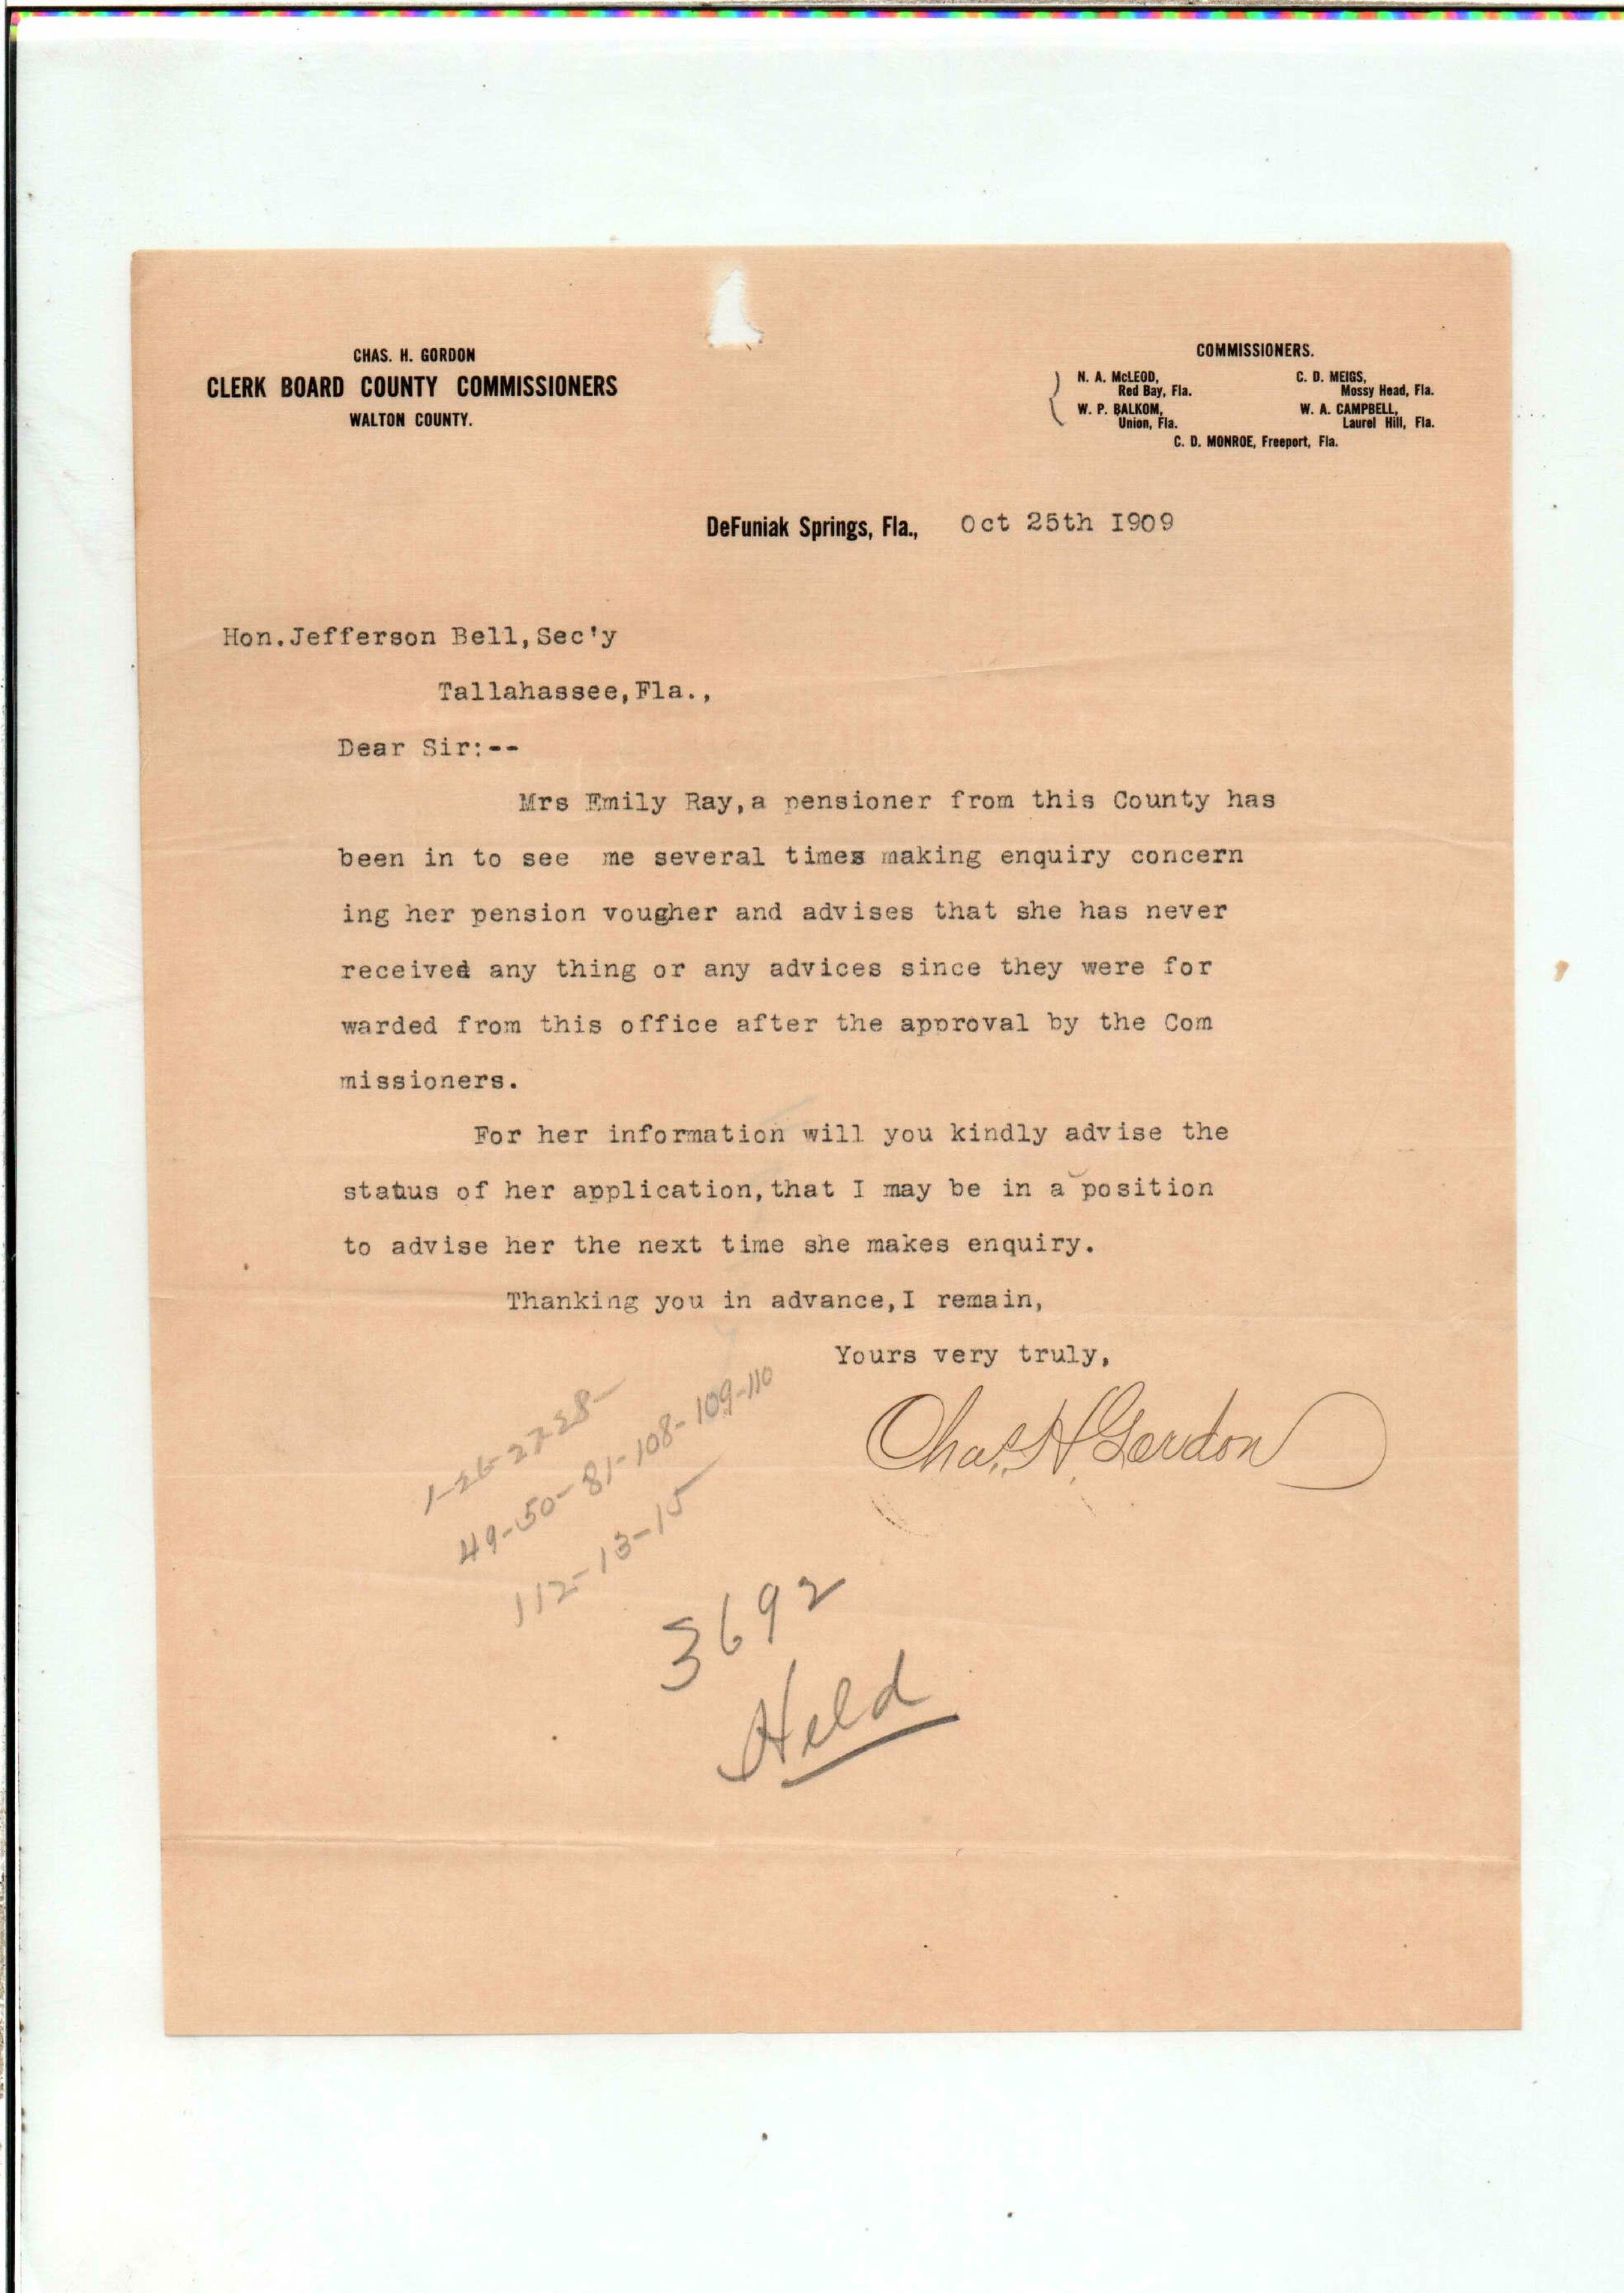 CHAS. H. GORDON
CLERK BOARD COUNTY COMMISSIONERS
WALTON COUNTY.
COMMISSIONERS.
N. A. McLEOD,
Red Bay, Fla.
W. P. BALKOM,
Union, Fla.
C. D. MEIGS,
Mossy Head, Fla.
W. A. CAMPBELL,
Laurel Hill, Fla.
C. D. MONROE, Freeport, Fla.
DeFuniak Springs, Fla., Oct 25th I909
Hon.Jefferson Bell,Sec'y
Tallahassee,Fla.,
Dear Sir:--
Mrs Emily Ray,a pensioner from this County has
been in to see me several times making enquiry concern
ing her pension vougher and advises that she has never
received any thing or any advices since they were for
warded from this office after the approval by the Com
missioners.
For her information will you kindly advise the
status of her application,that I may be in a position
to advise her the next time she makes enquiry.
Thanking you in advance,I remain,
Yours very truly,
Chas. H. Gordon
1-26-27-28-
49-50-81-108-109-110
112-13-15
3692
Held